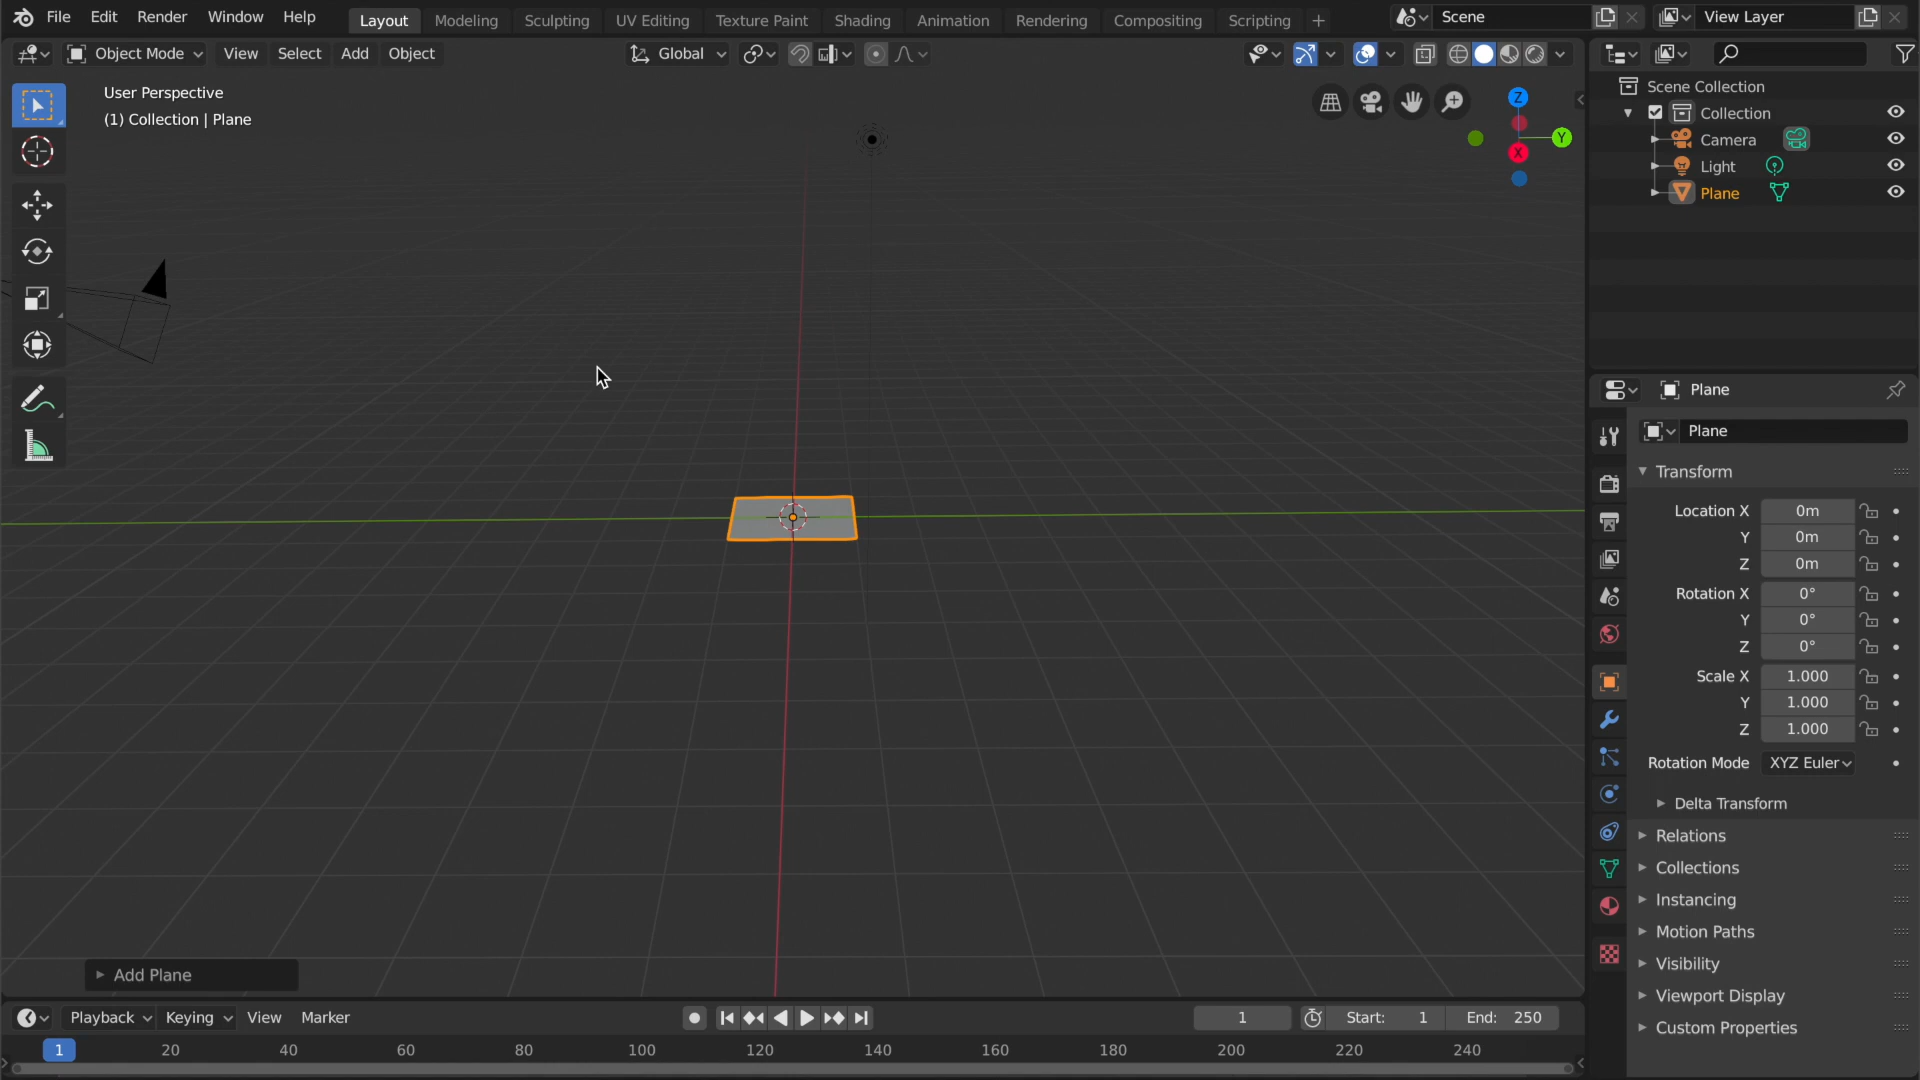 File Edit Render Window Help Layout Modeling Sculpting UV Editing Texture Paint Shading Animation Rendering Compositing Scripting + Scene View Layer
Object Mode View Select Add Object Global
User Perspective
(1) Collection | Plane
Z
Y
X
Scene Collection
Collection
Camera
Light
Plane
Plane
Plane
Transform
Location X 0m
Y 0m
Z 0m
Rotation X 0°
Y 0°
Z 0°
Scale X 1.000
Y 1.000
Z 1.000
Rotation Mode XYZ Euler
Delta Transform
Relations
Collections
Instancing
Motion Paths
Visibility
Viewport Display
Custom Properties
Add Plane
Playback Keying View Marker 1 Start: 1 End: 250
1 20 40 60 80 100 120 140 160 180 200 220 240